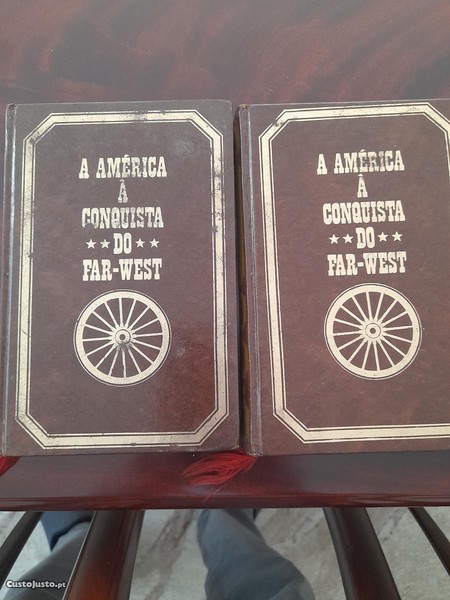 A AMÉRICA
À
CONQUISTA
★★ DO ★★
FAR-WEST
A AMÉRICA
À
CONQUISTA
★★ DO ★★
FAR-WEST
CustoJusto.pt